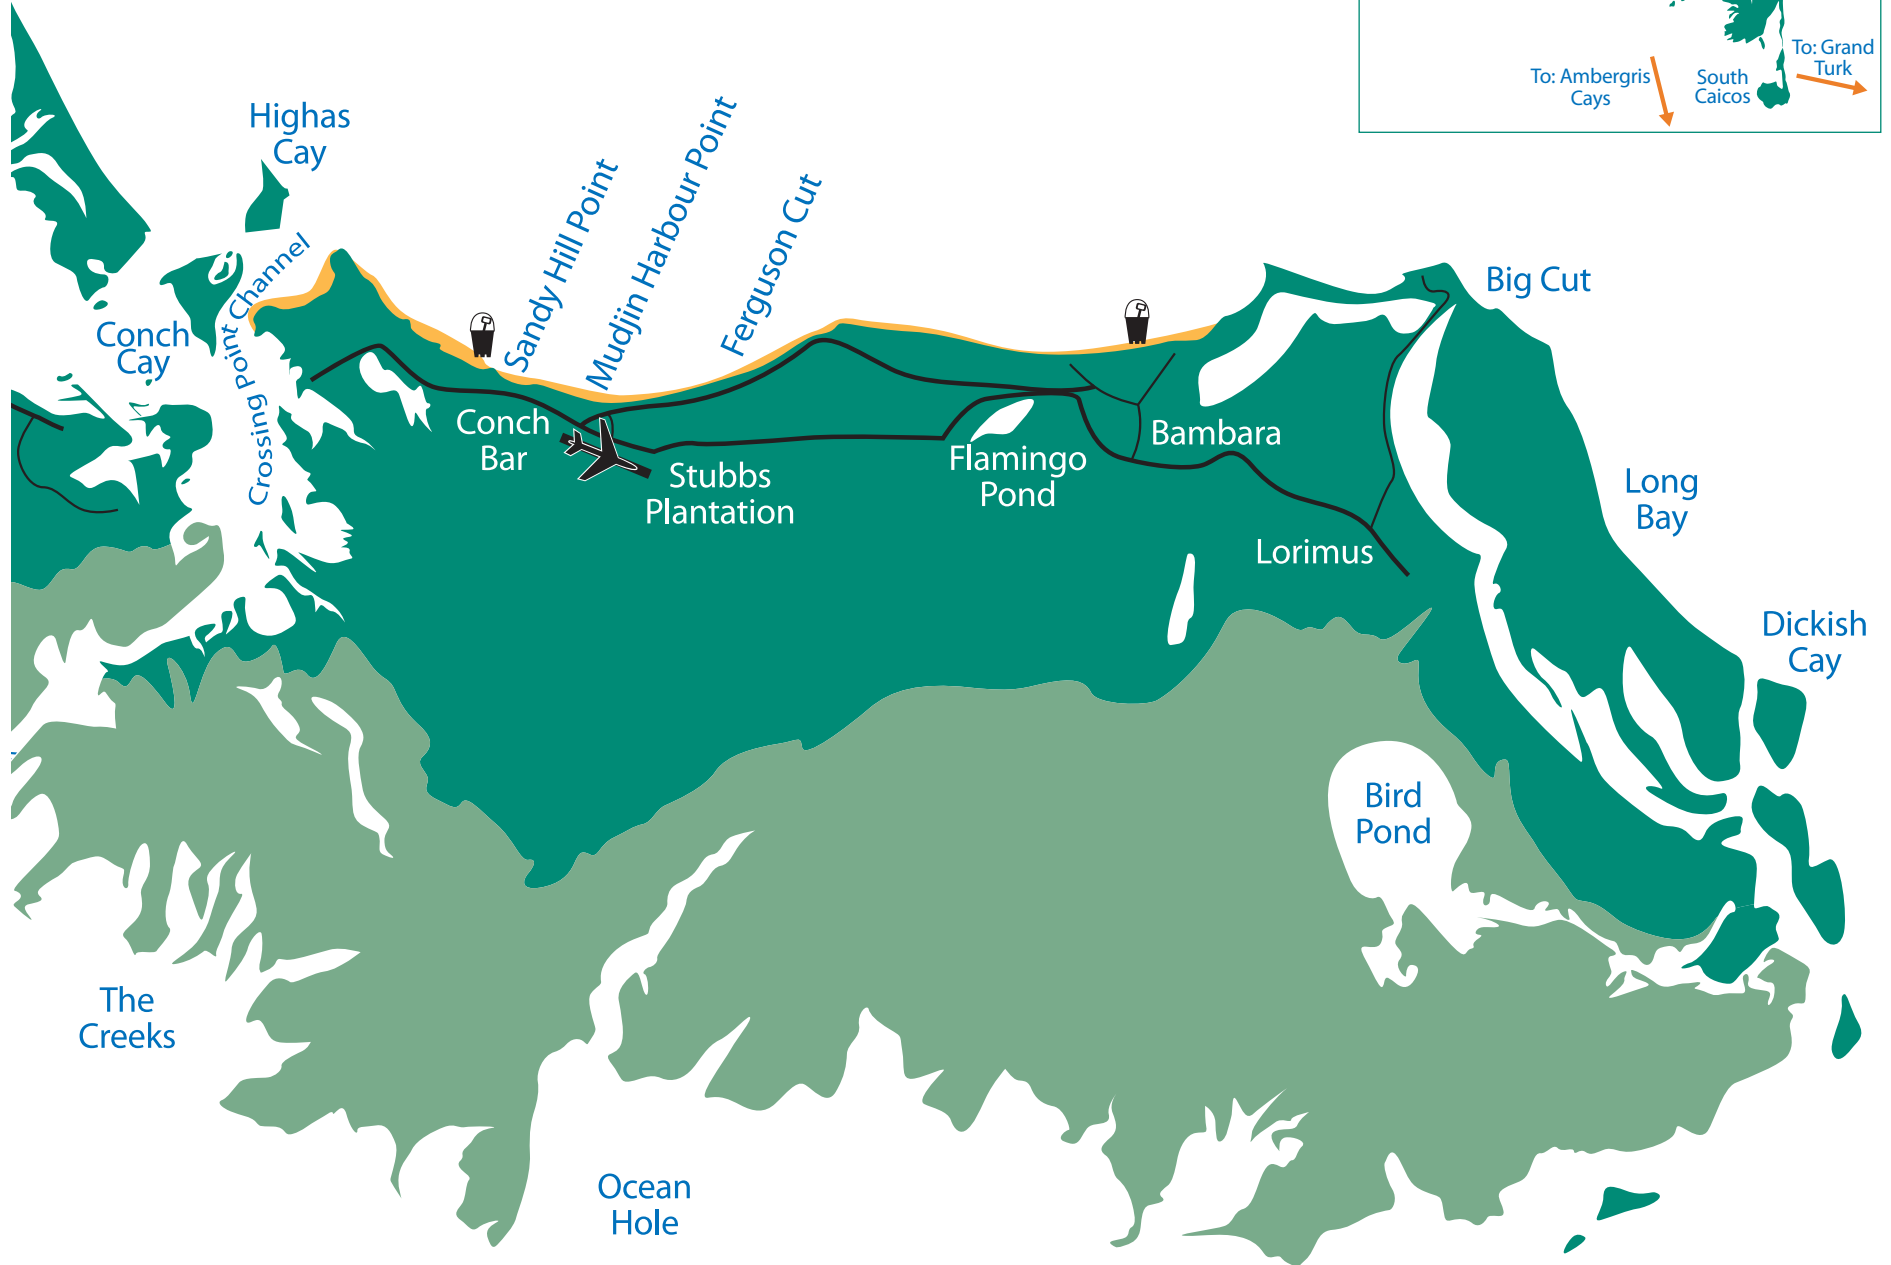 To: Grand
Turk
To: Ambergris
Cays
South
Caicos
Highas
Cay
Sandy Hill Point
Mudjin Harbour Point
Ferguson Cut
Crossing Point Channel
Conch
Cay
Big Cut
Conch
Bar
Stubbs
Plantation
Flamingo
Pond
Bambara
Long
Bay
Lorimus
Dickish
Cay
Bird
Pond
The
Creeks
Ocean
Hole